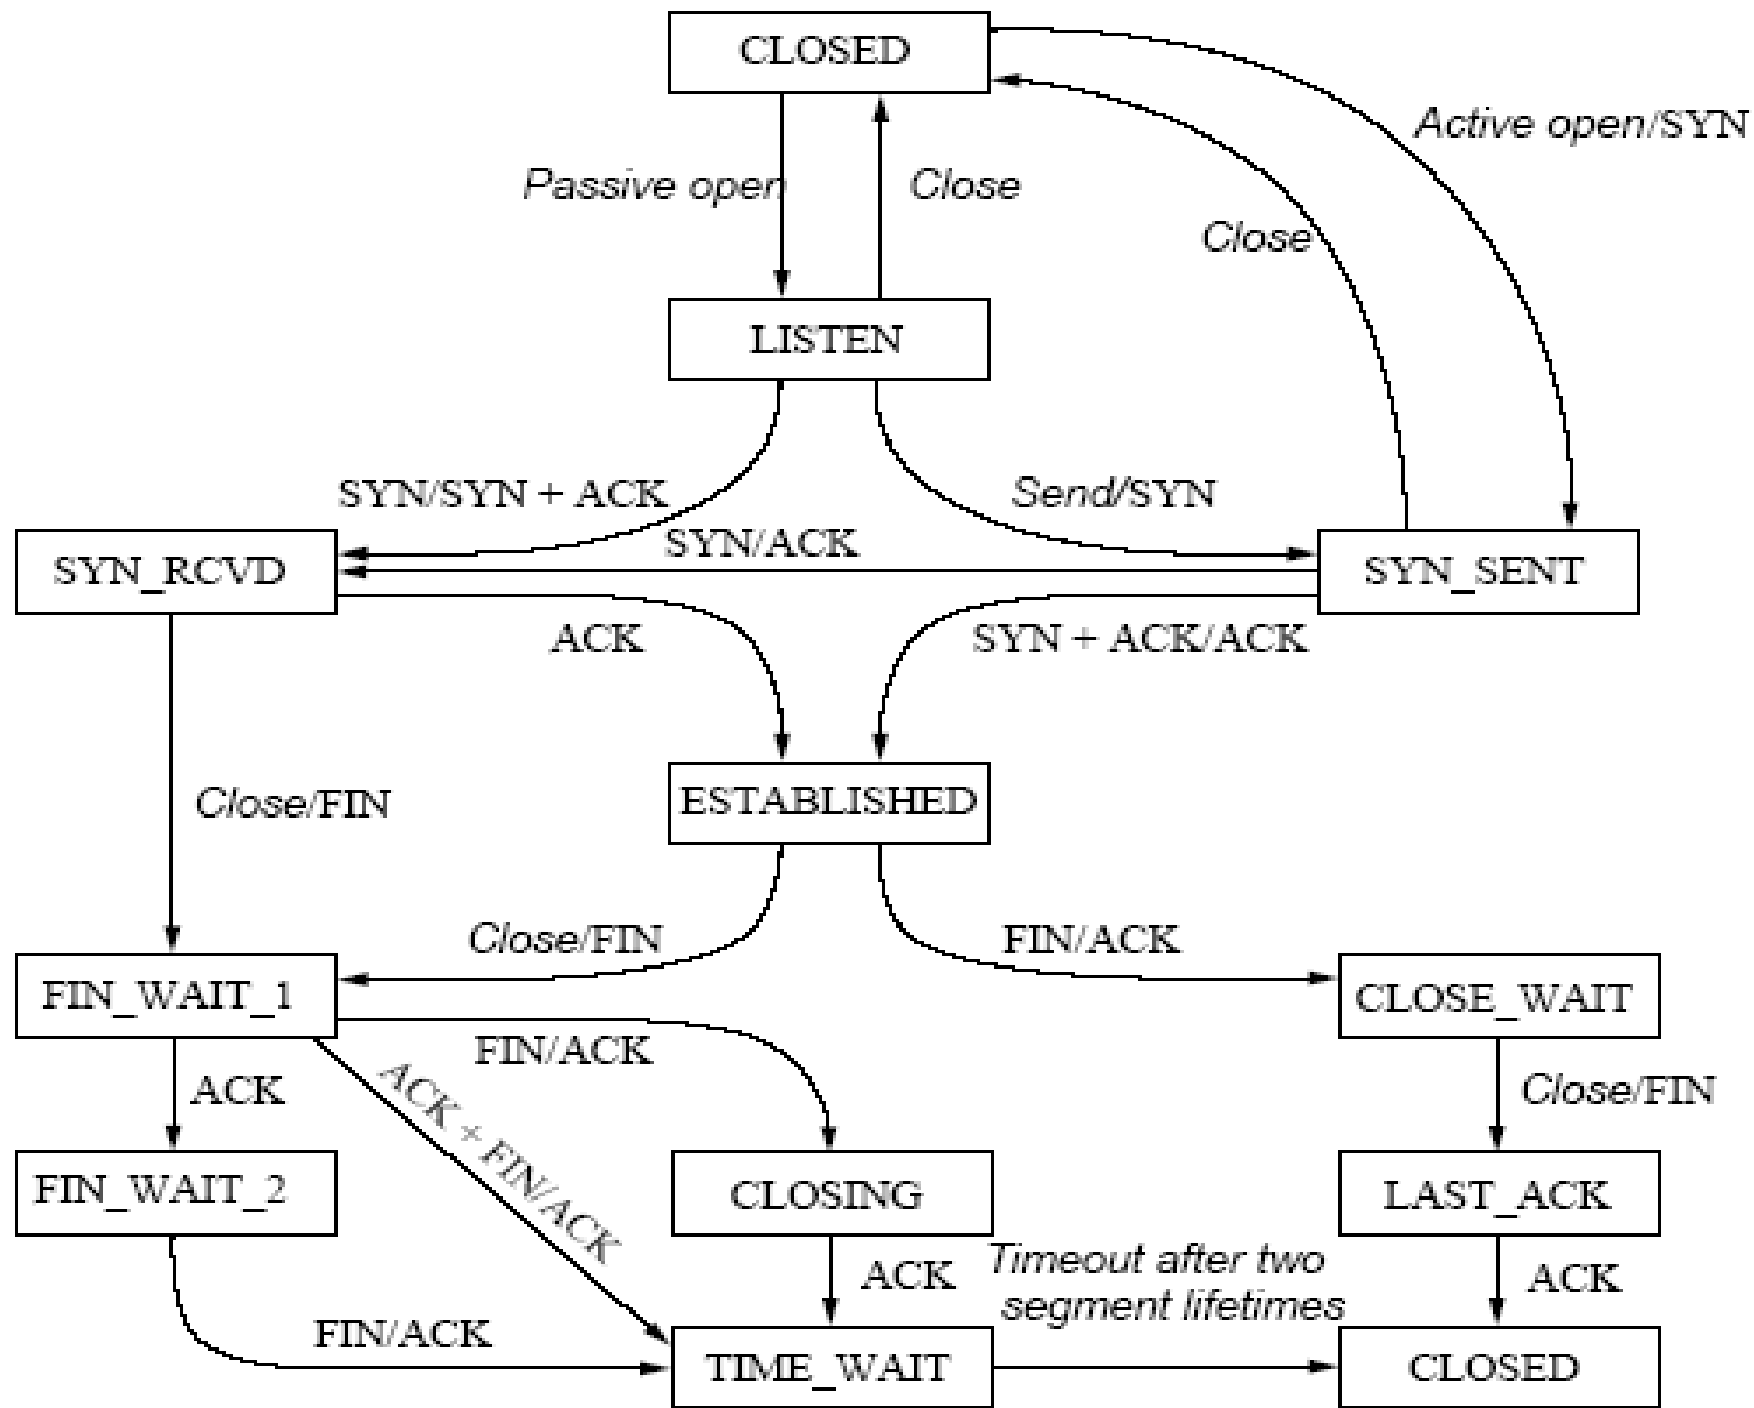 CLOSED
Active open/SYN
Passive open
Close
Close
LISTEN
SYN/SYN + ACK
Send/SYN
SYN/ACK
SYN_RCVD
SYN_SENT
ACK
SYN + ACK/ACK
Close/FIN
ESTABLISHED
Close/FIN
FIN/ACK
FIN_WAIT_1
CLOSE_WAIT
FIN/ACK
ACK
ACK + FIN/ACK
Close/FIN
FIN_WAIT_2
CLOSING
LAST_ACK
ACK
Timeout after two
segment lifetimes
ACK
FIN/ACK
TIME_WAIT
CLOSED